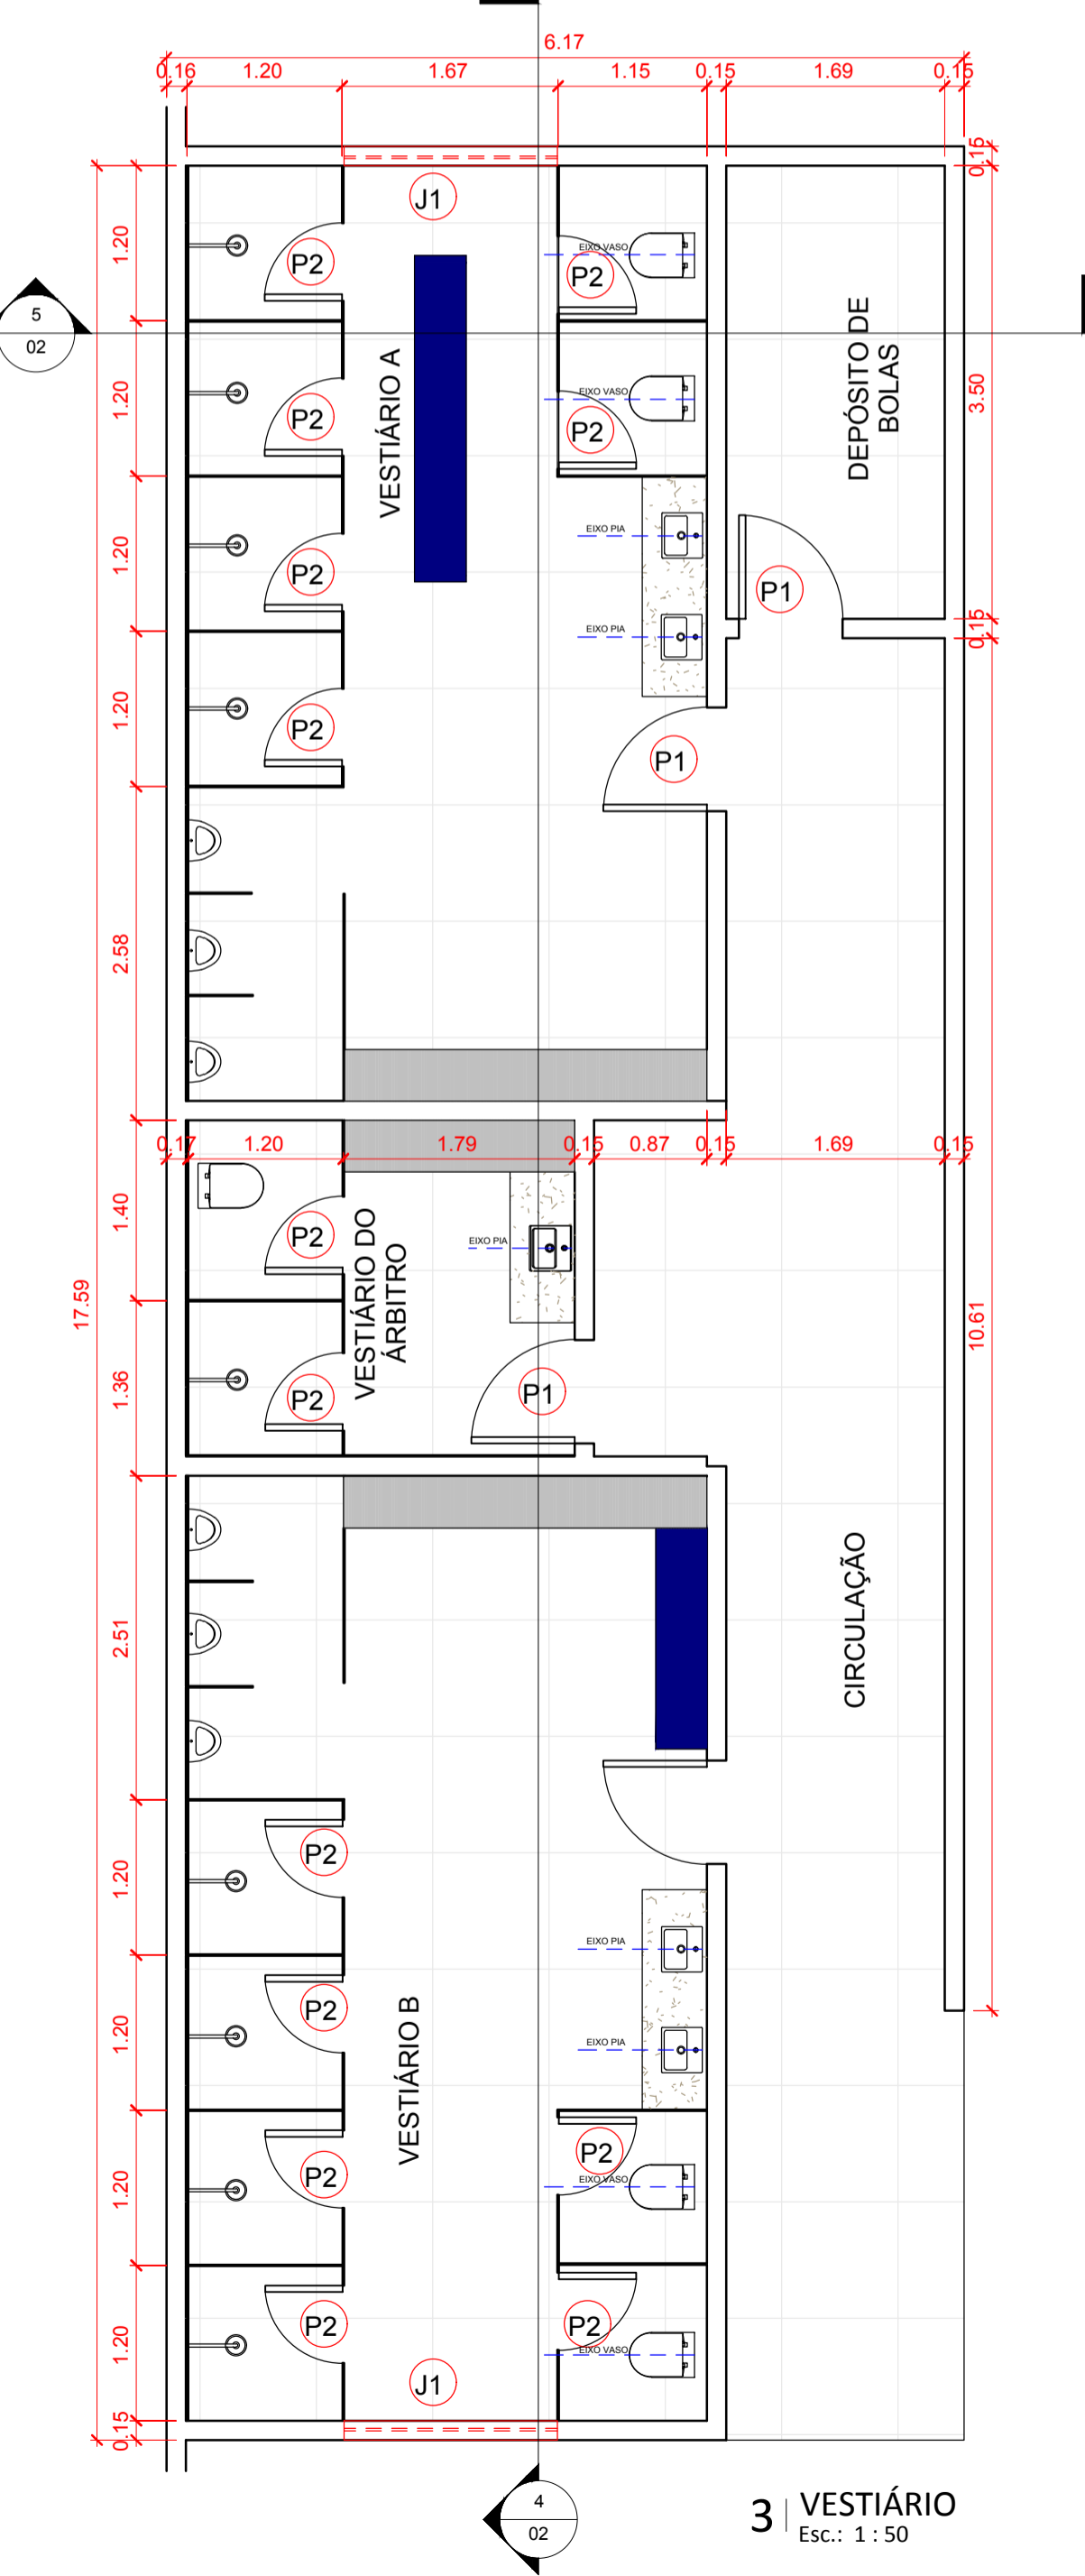 6.17
0.16 1.20 1.67 1.15 0.15 1.69 0.15
0.15
J1
1.20
P2
EIXO VASO
P2
5
02
VESTIÁRIO A
DEPÓSITO DE
BOLAS
3.50
1.20
P2
EIXO VASO
P2
EIXO PIA
1.20
P2
P1
EIXO PIA
0.15
1.20
P2
P1
2.58
0.17 1.20 1.79 0.15 0.87 0.15 1.69 0.15
1.40
P2
EIXO PIA
VESTIÁRIO DO
ÁRBITRO
17.59
10.61
1.36
P2
P1
2.51
CIRCULAÇÃO
1.20
P2
EIXO PIA
1.20
P2
EIXO PIA
VESTIÁRIO B
1.20
P2
P2
EIXO VASO
1.20
P2
P2
EIXO VASO
J1
0.15
4
02
3 VESTIÁRIO
Esc.: 1 : 50